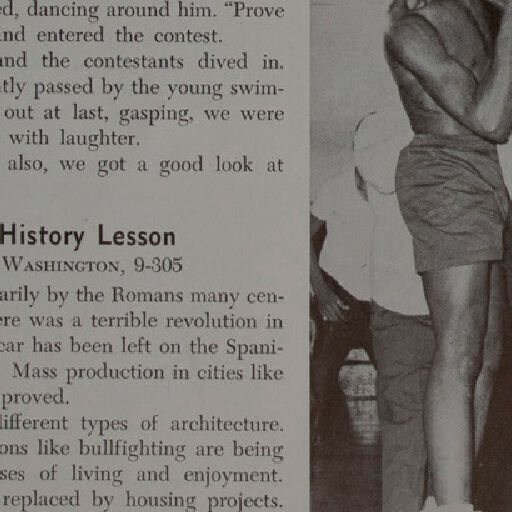 d, dancing around him. “Prove
nd entered the contest.
and the contestants dived in.
tly passed by the young swim-
out at last, gasping, we were
with laughter.
also, we got a good look at
History Lesson
WASHINGTON, 9-305
arily by the Romans many cen-
ere was a terrible revolution in
car has been left on the Spani-
Mass production in cities like
proved.
ifferent types of architecture.
ons like bullfighting are being
ses of living and enjoyment.
replaced by housing projects.